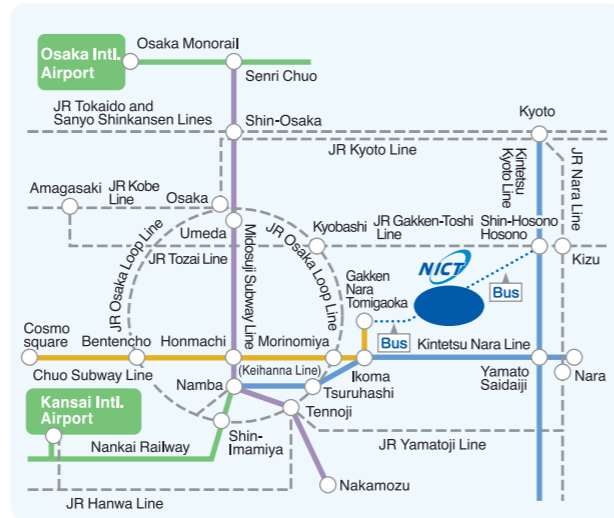 Osaka Intl.
Airport
Osaka Monorail
Senri Chuo
JR Tokaido and
Sanyo Shinkansen Lines
Shin-Osaka
Kyoto
JR Kyoto Line
Kintetsu
Kyoto Line
JR Nara Line
Amagasaki
JR Kobe
Line
Osaka
Umeda
Kyobashi
JR Gakken-Toshi
Line
Shin-Hosono
Hosono
Kizu
JR Tozai Line
JR Osaka Loop Line
Midosuji Subway Line
JR Osaka Loop Line
NICT
Bus
Gakken
Nara
Tomigaoka
Bus
Cosmo
square
Bentencho
Honmachi
Morinomiya
Kintetsu Nara Line
Chuo Subway Line
(Keihanna Line)
Ikoma
Yamato
Saidaiji
Nara
Namba
Tsuruhashi
Tennoji
Kansai Intl.
Airport
Shin-
Imamiya
Nankai Railway
JR Yamatoji Line
Nakamozu
JR Hanwa Line